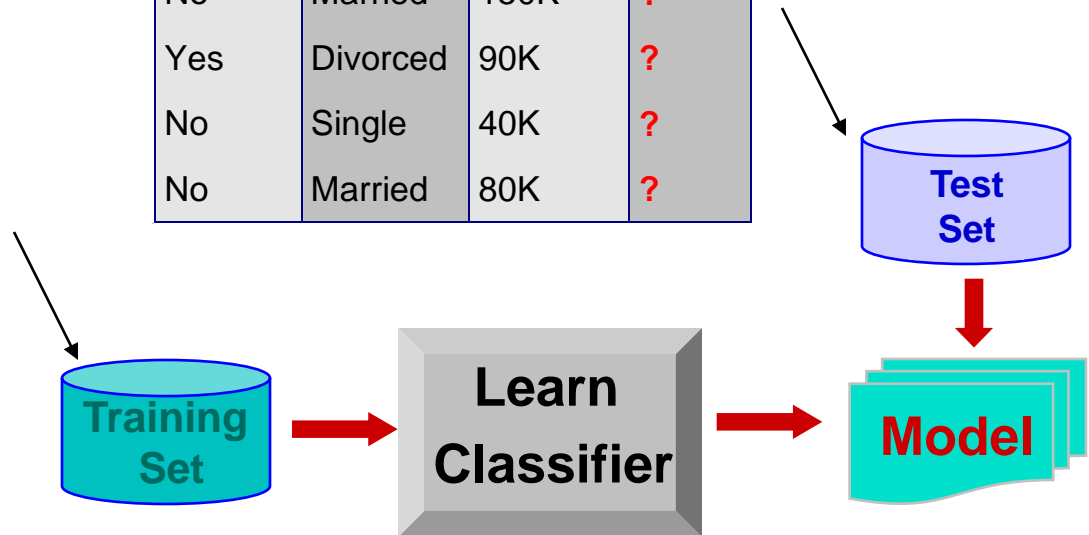 Yes Divorced 90K ?
No Single 40K ?
No Married 80K ?
Test
Set
Training
Set
Learn
Classifier
Model